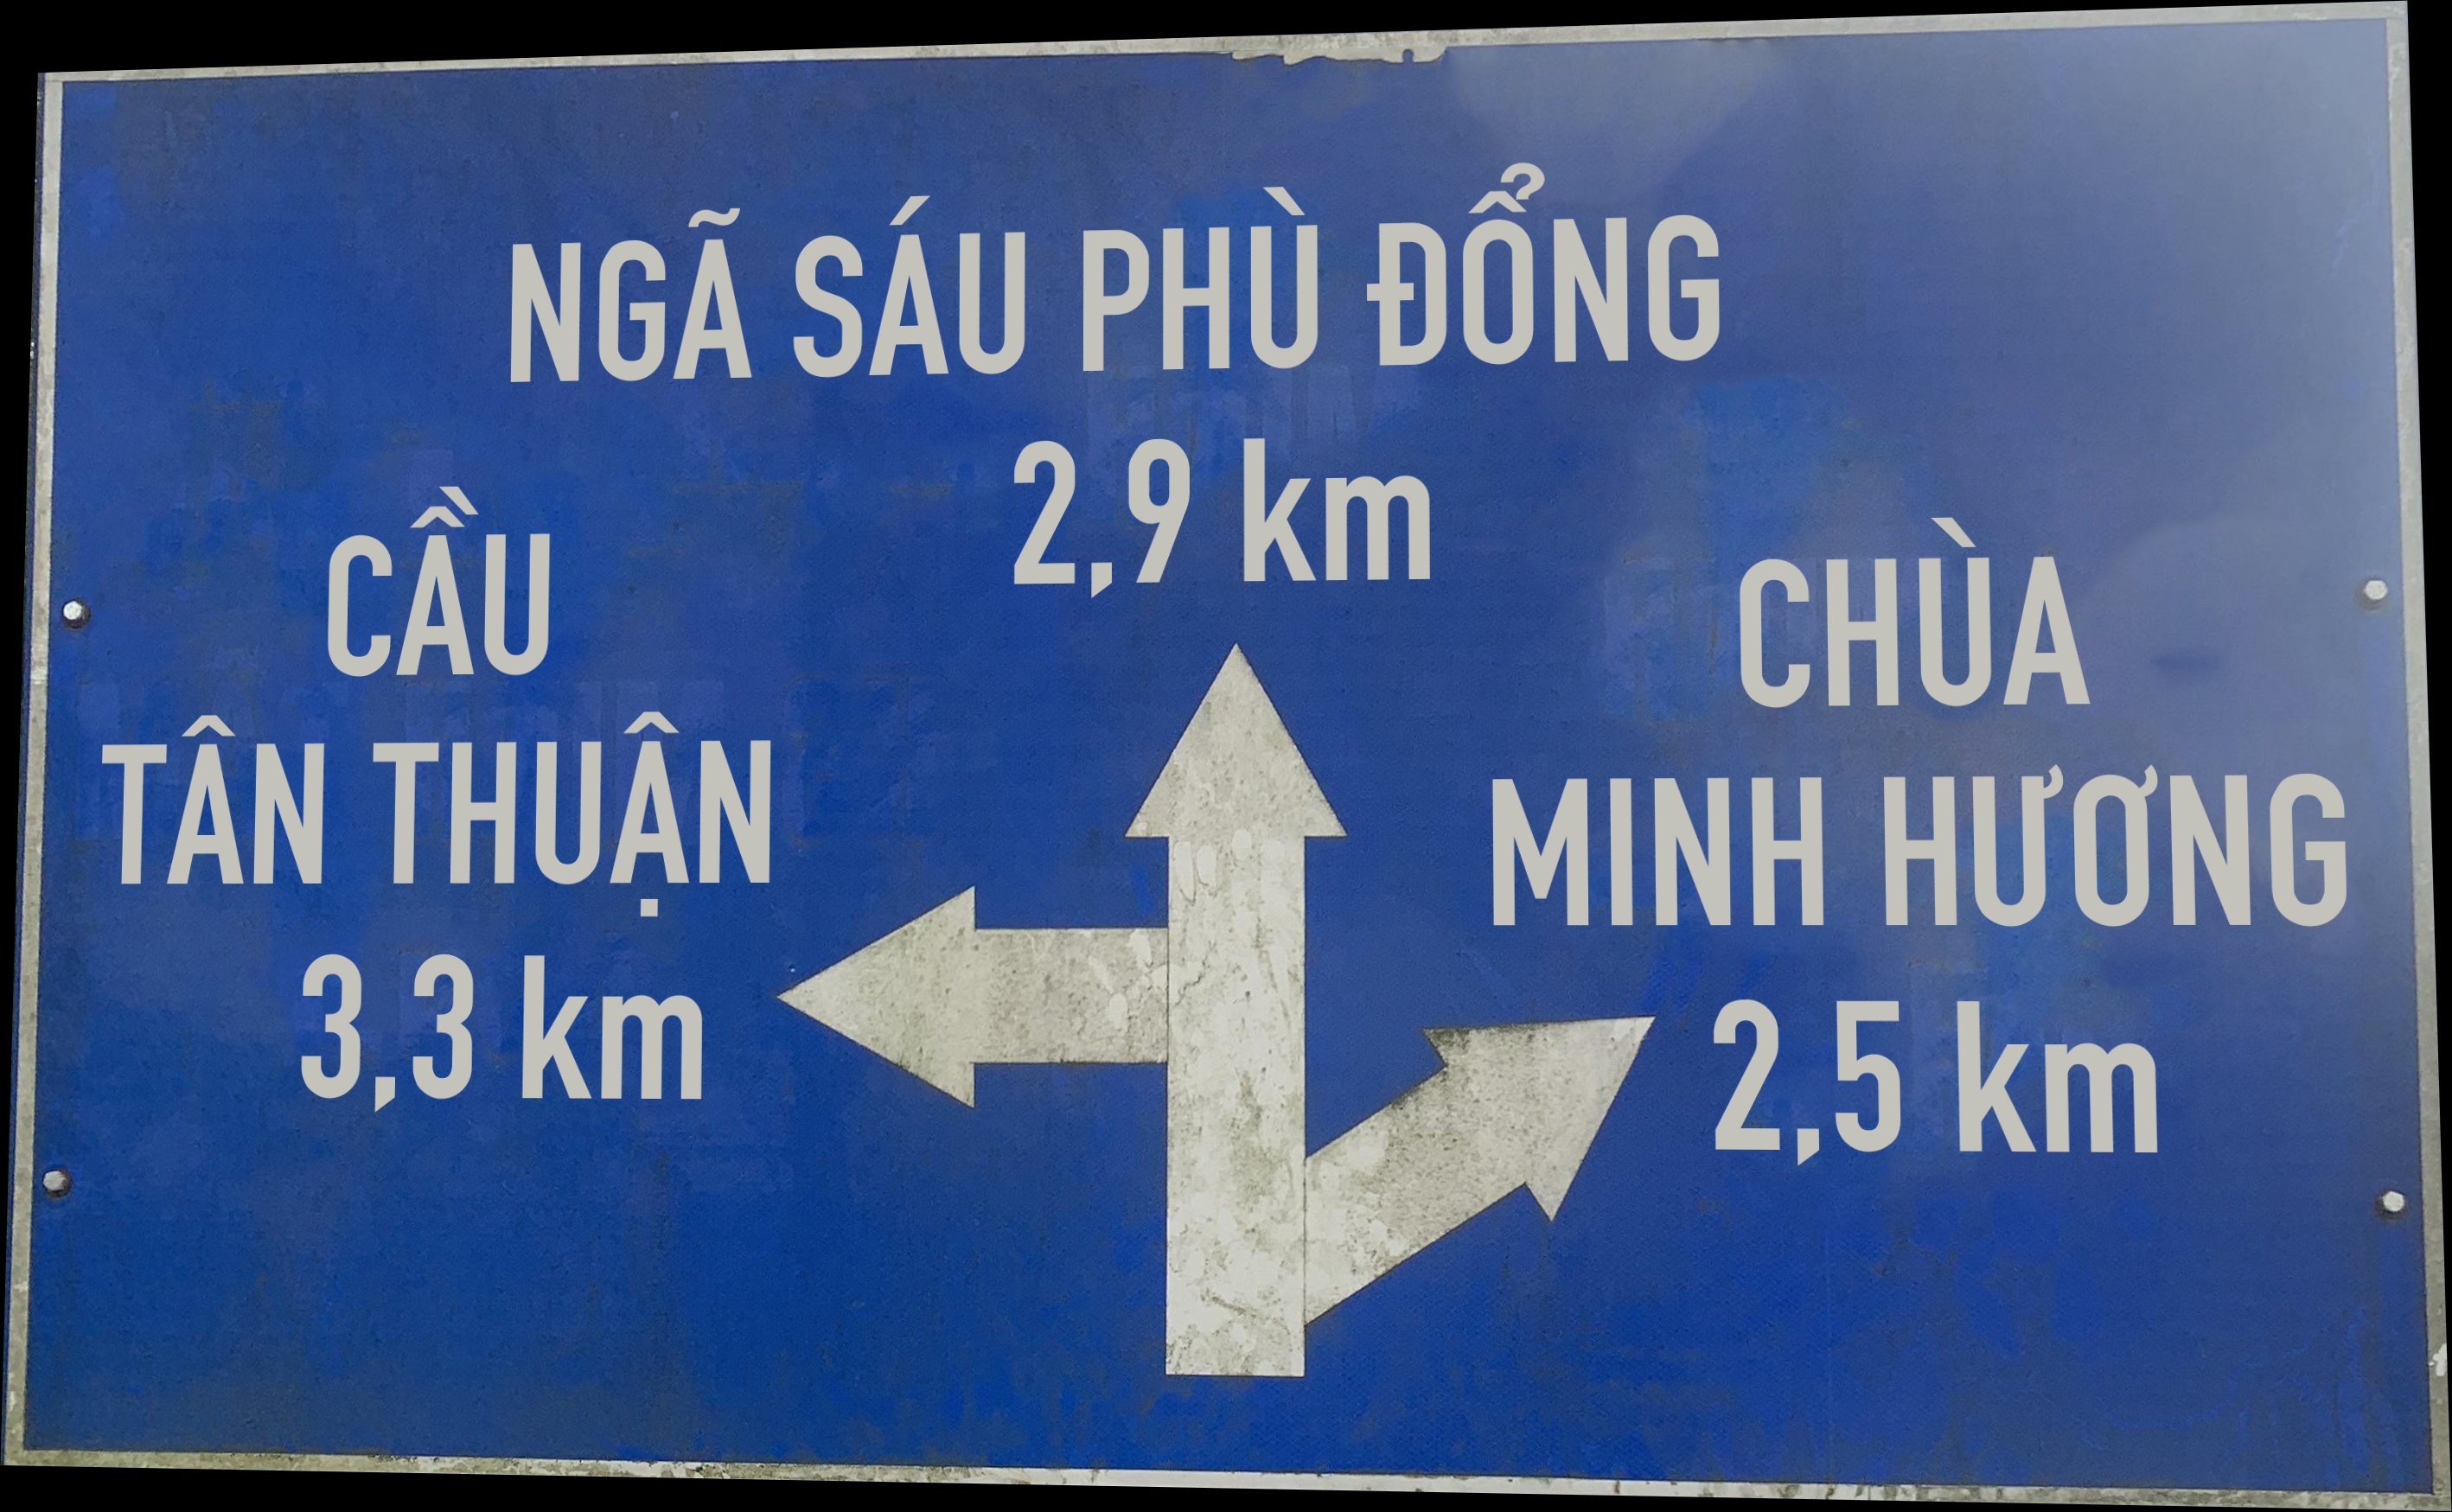 NGÃ SÁU PHÙ ĐỔNG
2,9 km
CẦU
TÂN THUẬN
3,3 km
CHÙA
MINH HƯƠNG
2,5 km